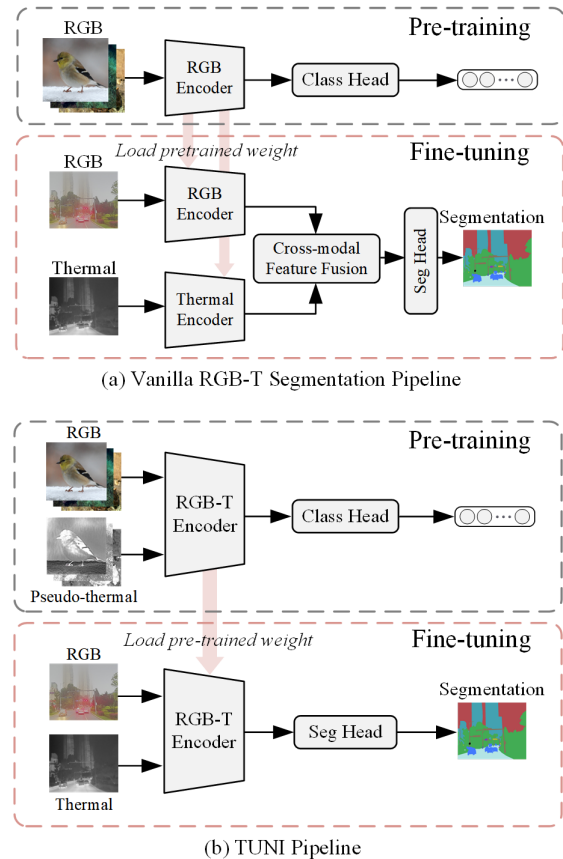 Pre-training
RGB
RGB
Encoder
Class Head
Load pretrained weight
Fine-tuning
RGB
RGB
Encoder
Thermal
Thermal
Encoder
Cross-modal
Feature Fusion
Seg Head
Segmentation
(a) Vanilla RGB-T Segmentation Pipeline
Pre-training
RGB
RGB-T
Encoder
Class Head
Pseudo-thermal
Load pre-trained weight
Fine-tuning
RGB
RGB-T
Encoder
Seg Head
Segmentation
Thermal
(b) TUNI Pipeline